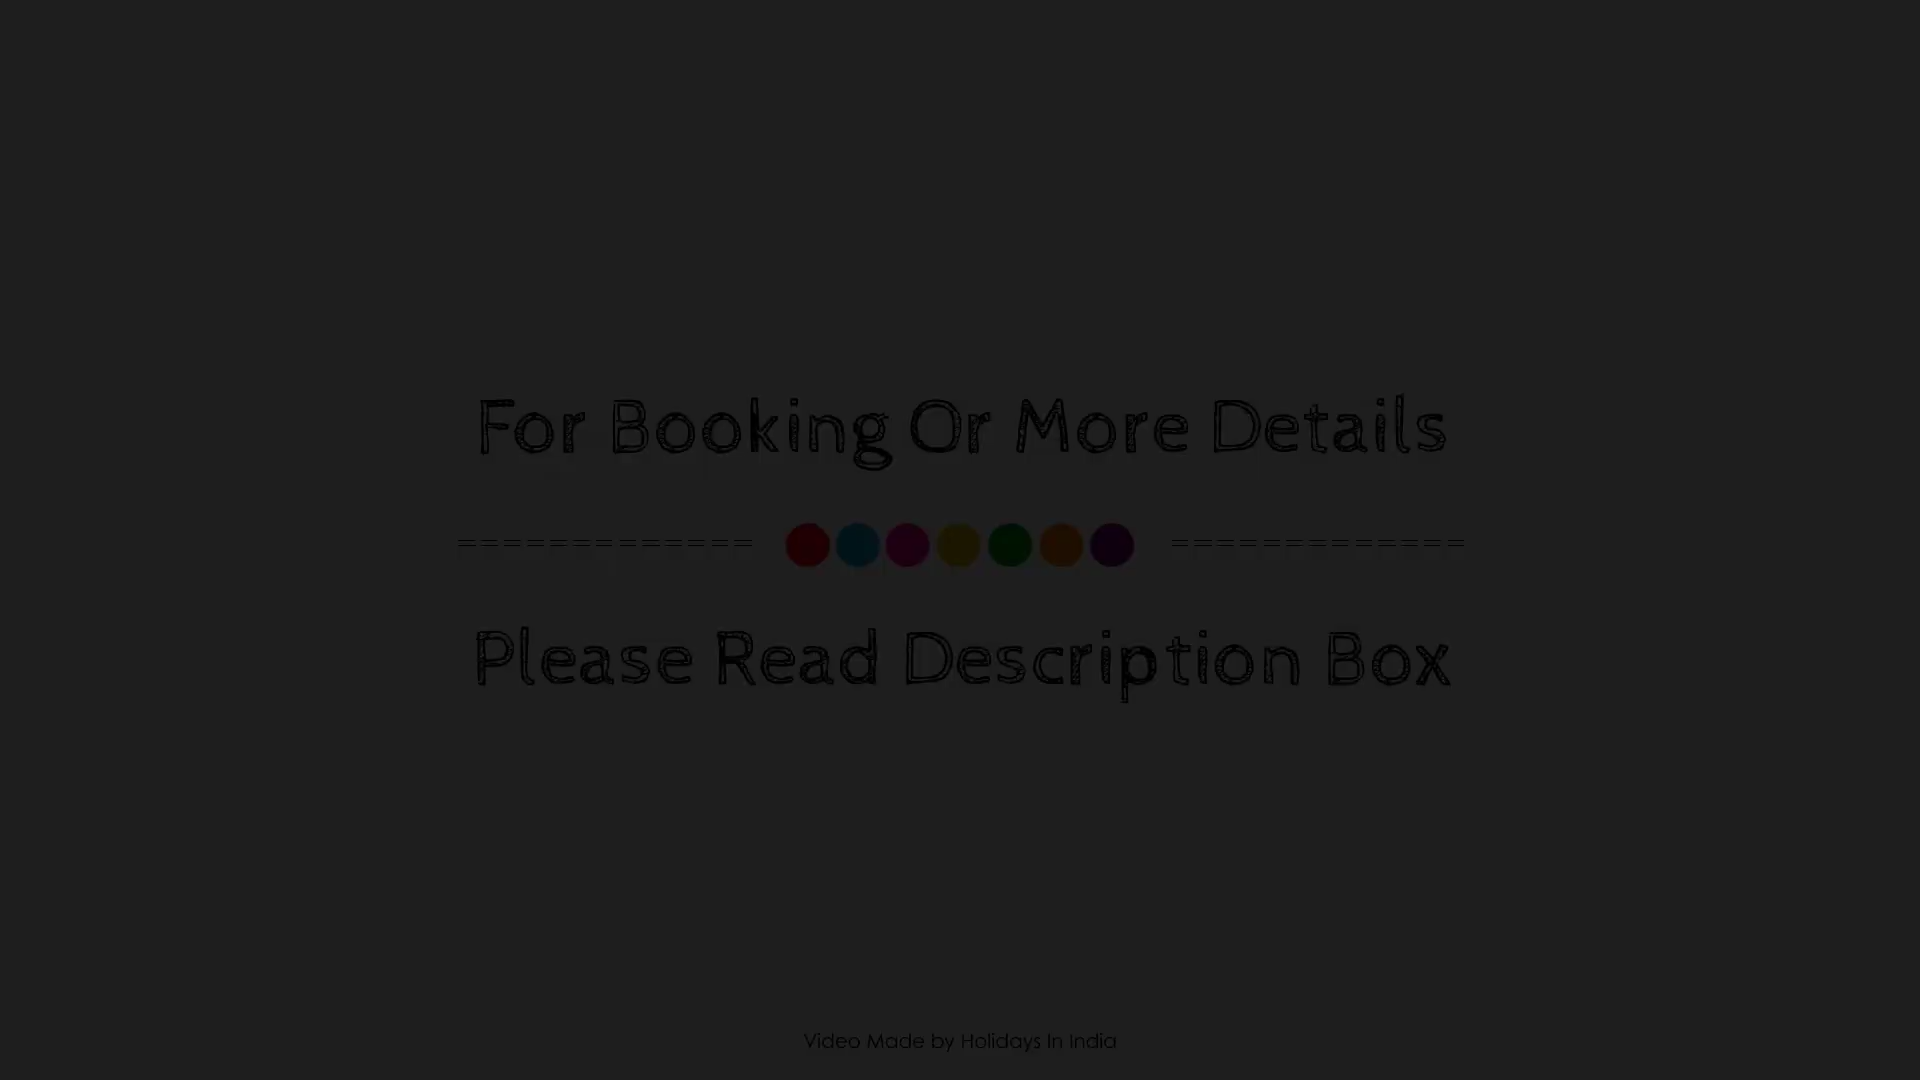 For Booking Or More Details
============= =============
Please Read Description Box
Video Made by Holidays In India